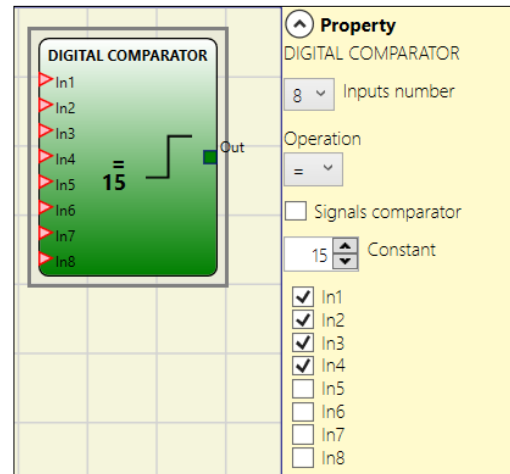 DIGITAL COMPARATOR
In1
In2
In3
In4
In5
In6
In7
In8
=
15
Out
Property
DIGITAL COMPARATOR
8 Inputs number
Operation
=
Signals comparator
15 Constant
In1
In2
In3
In4
In5
In6
In7
In8